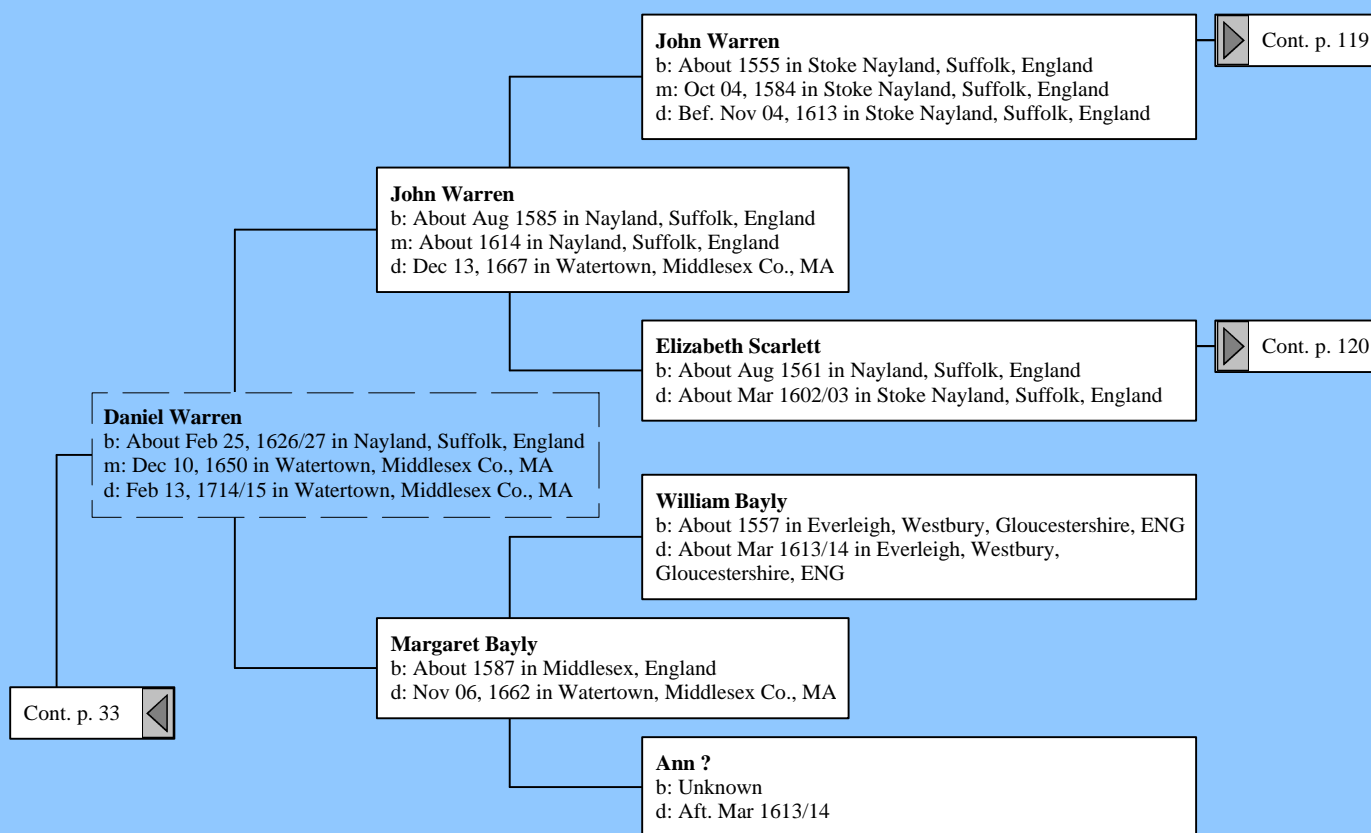 John Warren
b: About 1555 in Stoke Nayland, Suffolk, England
m: Oct 04, 1584 in Stoke Nayland, Suffolk, England
d: Bef. Nov 04, 1613 in Stoke Nayland, Suffolk, England
Cont. p. 119
John Warren
b: About Aug 1585 in Nayland, Suffolk, England
m: About 1614 in Nayland, Suffolk, England
d: Dec 13, 1667 in Watertown, Middlesex Co., MA
Elizabeth Scarlett
b: About Aug 1561 in Nayland, Suffolk, England
d: About Mar 1602/03 in Stoke Nayland, Suffolk, England
Cont. p. 120
Daniel Warren
b: About Feb 25, 1626/27 in Nayland, Suffolk, England
m: Dec 10, 1650 in Watertown, Middlesex Co., MA
d: Feb 13, 1714/15 in Watertown, Middlesex Co., MA
William Bayly
b: About 1557 in Everleigh, Westbury, Gloucestershire, ENG
d: About Mar 1613/14 in Everleigh, Westbury,
Gloucestershire, ENG
Margaret Bayly
b: About 1587 in Middlesex, England
d: Nov 06, 1662 in Watertown, Middlesex Co., MA
Cont. p. 33
Ann ?
b: Unknown
d: Aft. Mar 1613/14